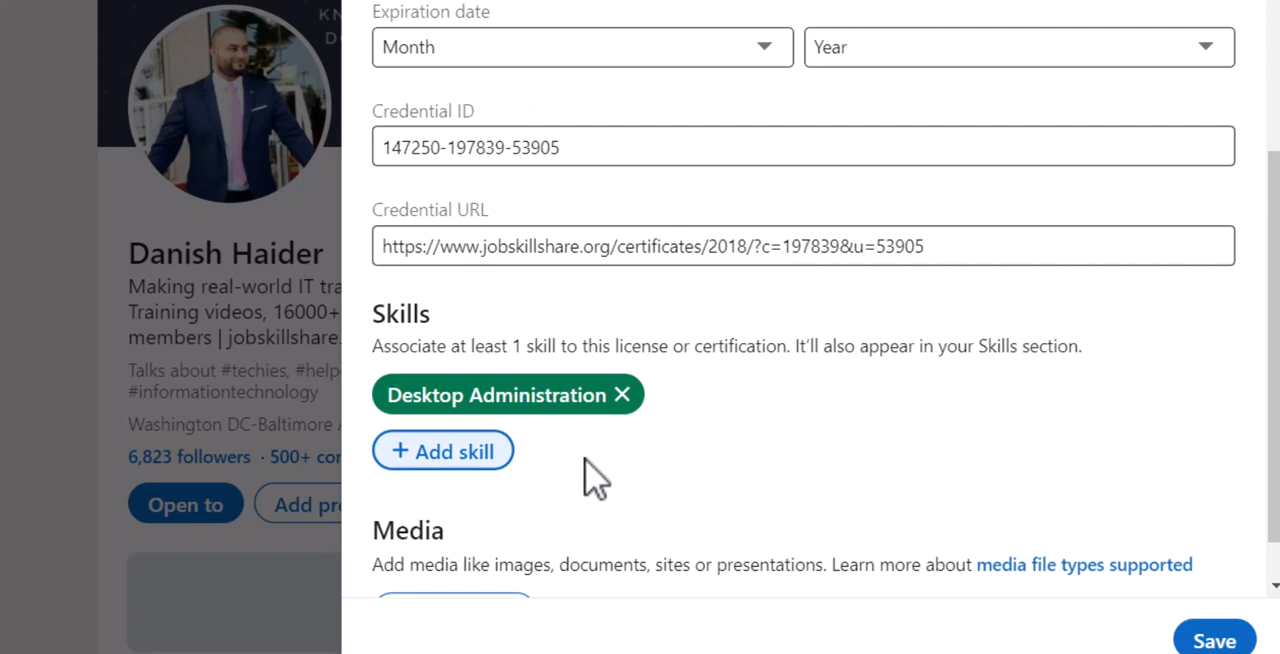 KN
D
Danish Haider
Making real-world IT tra
Training videos, 16000+
members | jobskillshare.
Talks about #techies, #help
#informationtechnology
Washington DC-Baltimore
6,823 followers · 500+ con
Open to
Add pr
Expiration date
Month
Year
Credential ID
147250-197839-53905
Credential URL
https://www.jobskillshare.org/certificates/2018/?c=197839&u=53905
Skills
Associate at least 1 skill to this license or certification. It'll also appear in your Skills section.
Desktop Administration ×
+ Add skill
Media
Add media like images, documents, sites or presentations. Learn more about media file types supported
Save